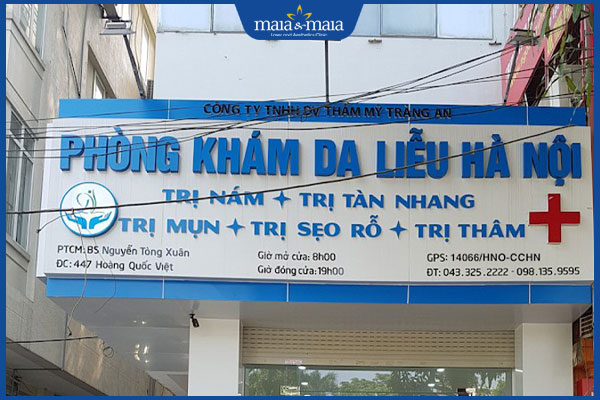 maia&maia
Laser and Aesthetics Clinic
CÔNG TY TNHH DV THẨM MỸ TRÀNG AN
PHÒNG KHÁM DA LIỄU HÀ NỘI
TRỊ NÁM + TRỊ TÀN NHANG
TRỊ MỤN + TRỊ SẸO RỖ + TRỊ THÂM
PTCM: BS Nguyễn Tông Xuân
ĐC: 447 Hoàng Quốc Việt
Giờ mở cửa: 8h00
Giờ đóng cửa: 19h00
GPS: 14066/HNO-CCHN
ĐT: 043.325.2222 - 098.135.9595